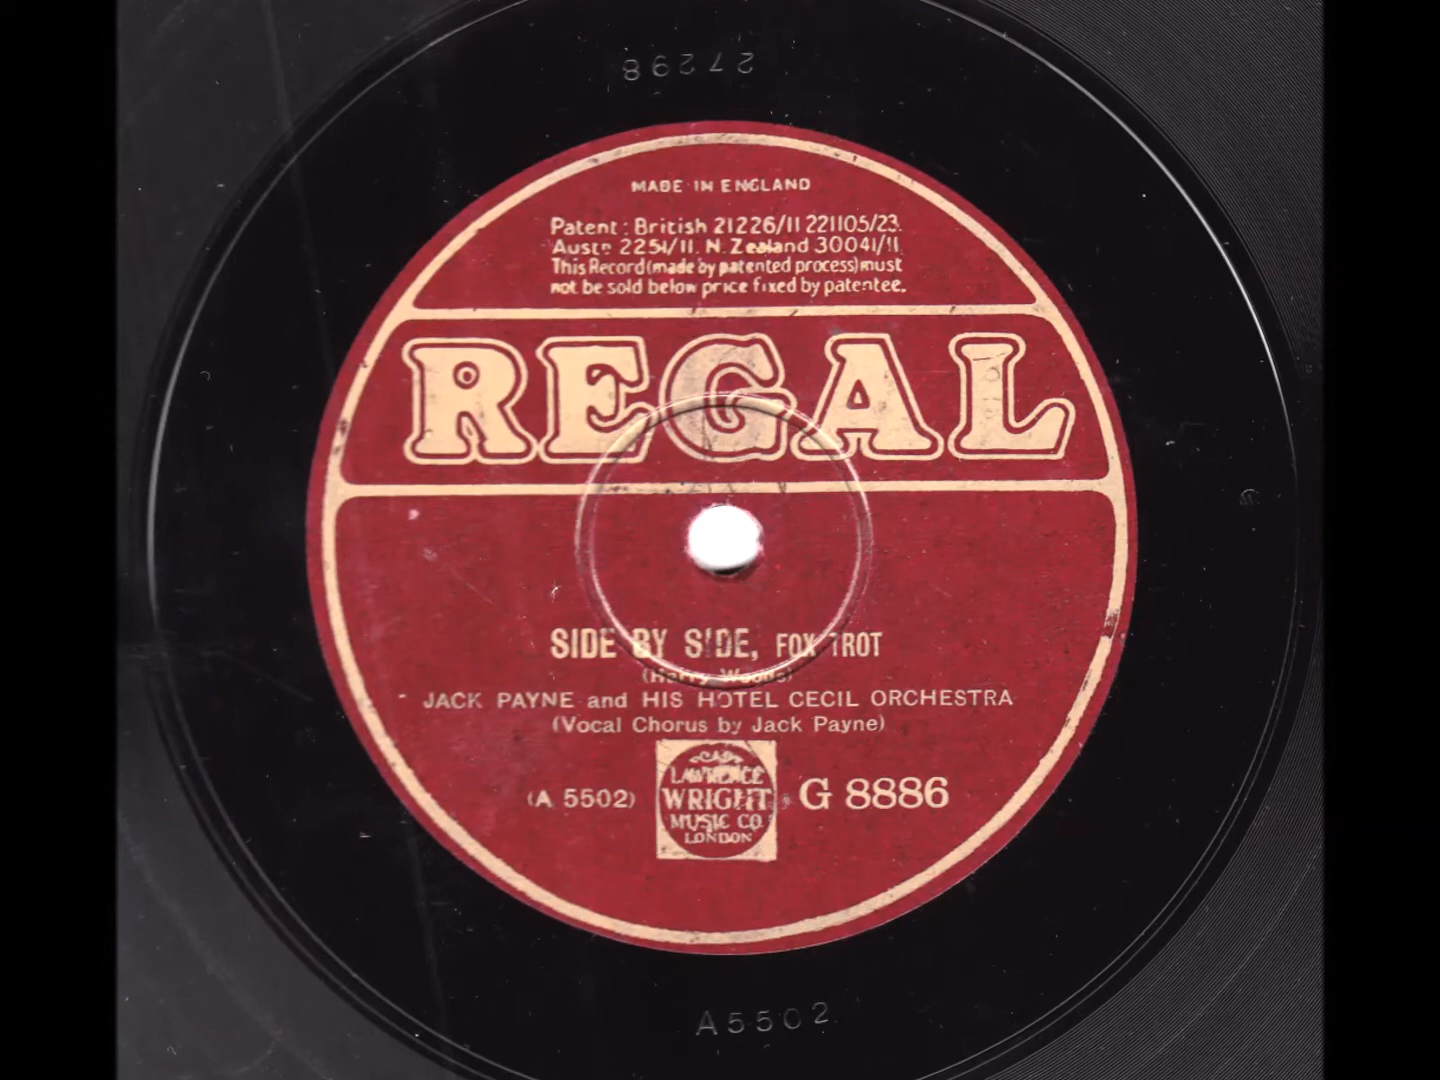 27298
MADE IN ENGLAND
Patent: British 21226/11 221105/23.
Austr 2251/11. N. Zealand 30041/11.
This Record (made by patented process) must
not be sold below price fixed by patentee.
REGAL
SIDE BY SIDE, FOX TROT
(Harry Woods)
JACK PAYNE and HIS HOTEL CECIL ORCHESTRA
(Vocal Chorus by Jack Payne)
LAWRENCE
(A 5502) WRIGHT G 8886
MUSIC CO
LONDON
A5502